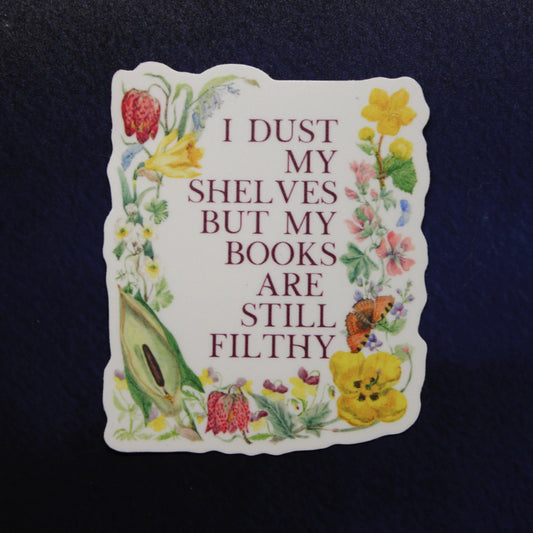 I DUST
MY
SHELVES
BUT MY
BOOKS
ARE
STILL
FILTHY